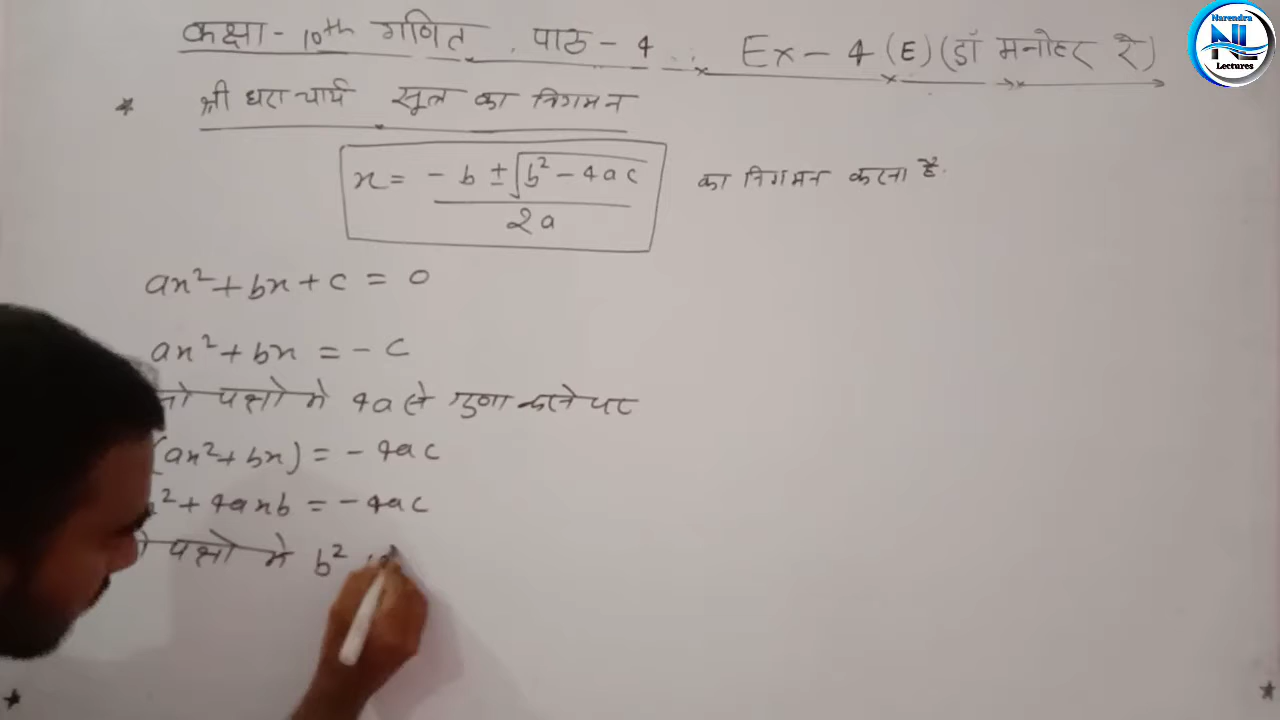 कक्षा - 10th गणित . पाठ - 4 ... Ex - 4 (E) (डॉ मनोहर रे)
Narendra
NL
Lectures
* श्री धराचार्य सूत्र का निगमन
x = - b ± √b² - 4ac / 2a का निगमन करना है.
ax² + bx + c = 0
ax² + bx = - c
पक्षो मे 4a से गुणा करने पर
(ax² + bx) = - 4ac
² + 4axb = - 4ac
पक्षो मे b²